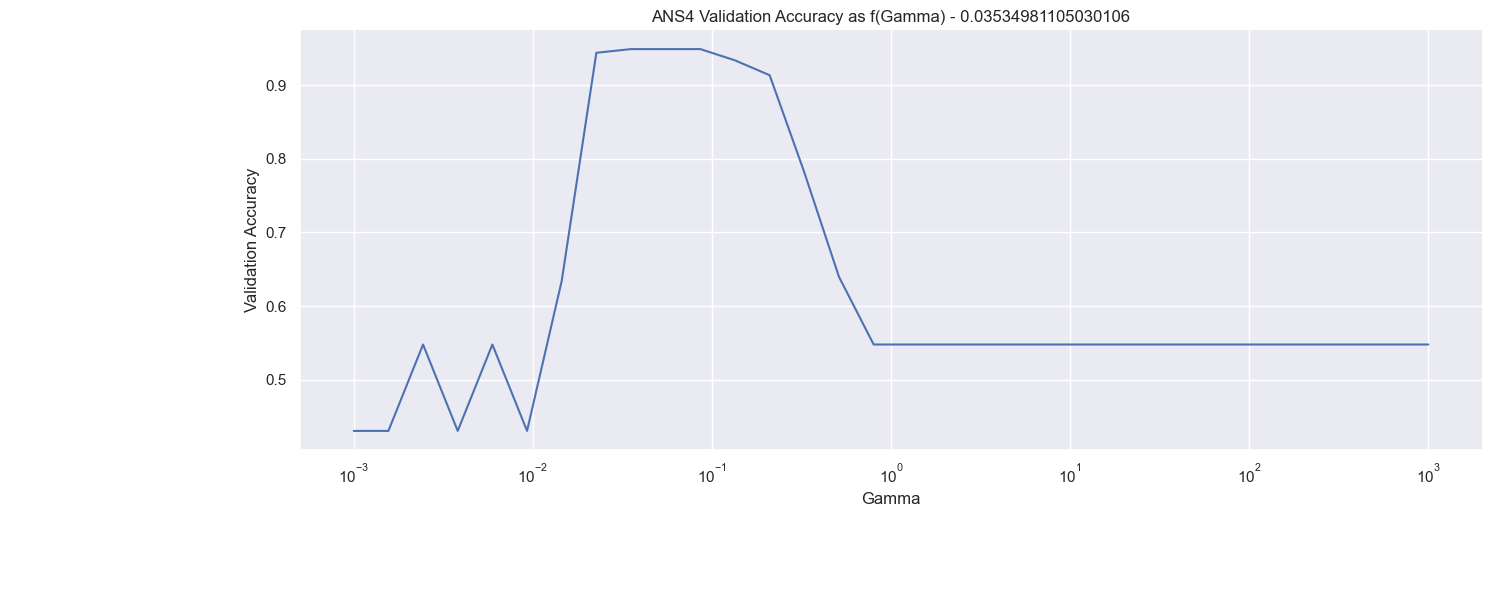 ANS4 Validation Accuracy as f(Gamma) - 0.03534981105030106
Validation Accuracy
0.9
0.8
0.7
0.6
0.5
10⁻³ 10⁻² 10⁻¹ 10⁰ 10¹ 10² 10³
Gamma